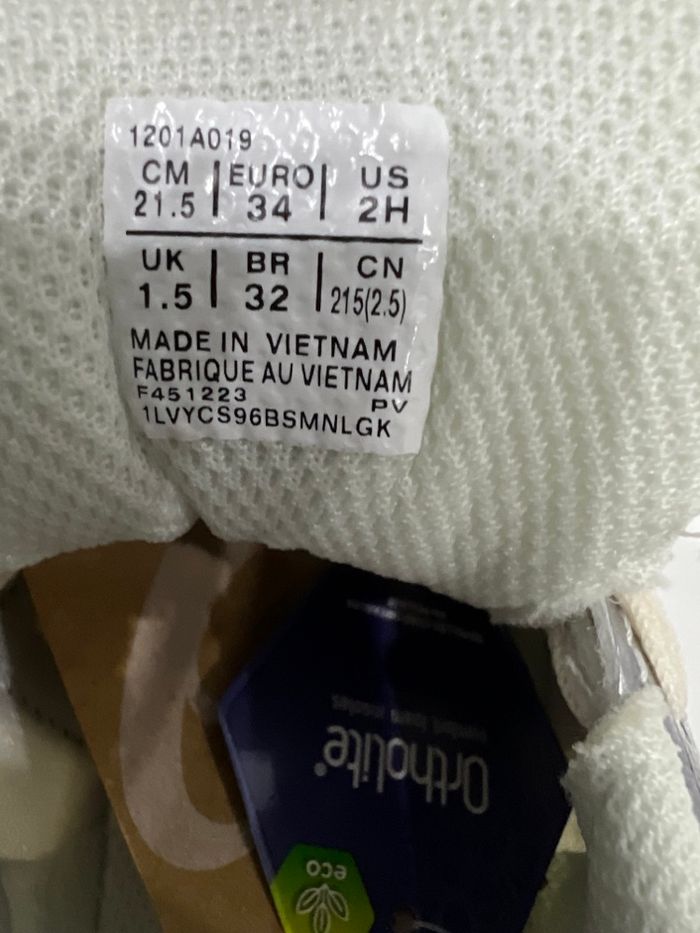 1201A019
CM | EURO | US
21.5 | 34 | 2H
UK | BR | CN
1.5 | 32 | 215(2.5)
MADE IN VIETNAM
FABRIQUE AU VIETNAM
F451223 PV
1LVYCS96BSMNLGK
Ortholite®
eco